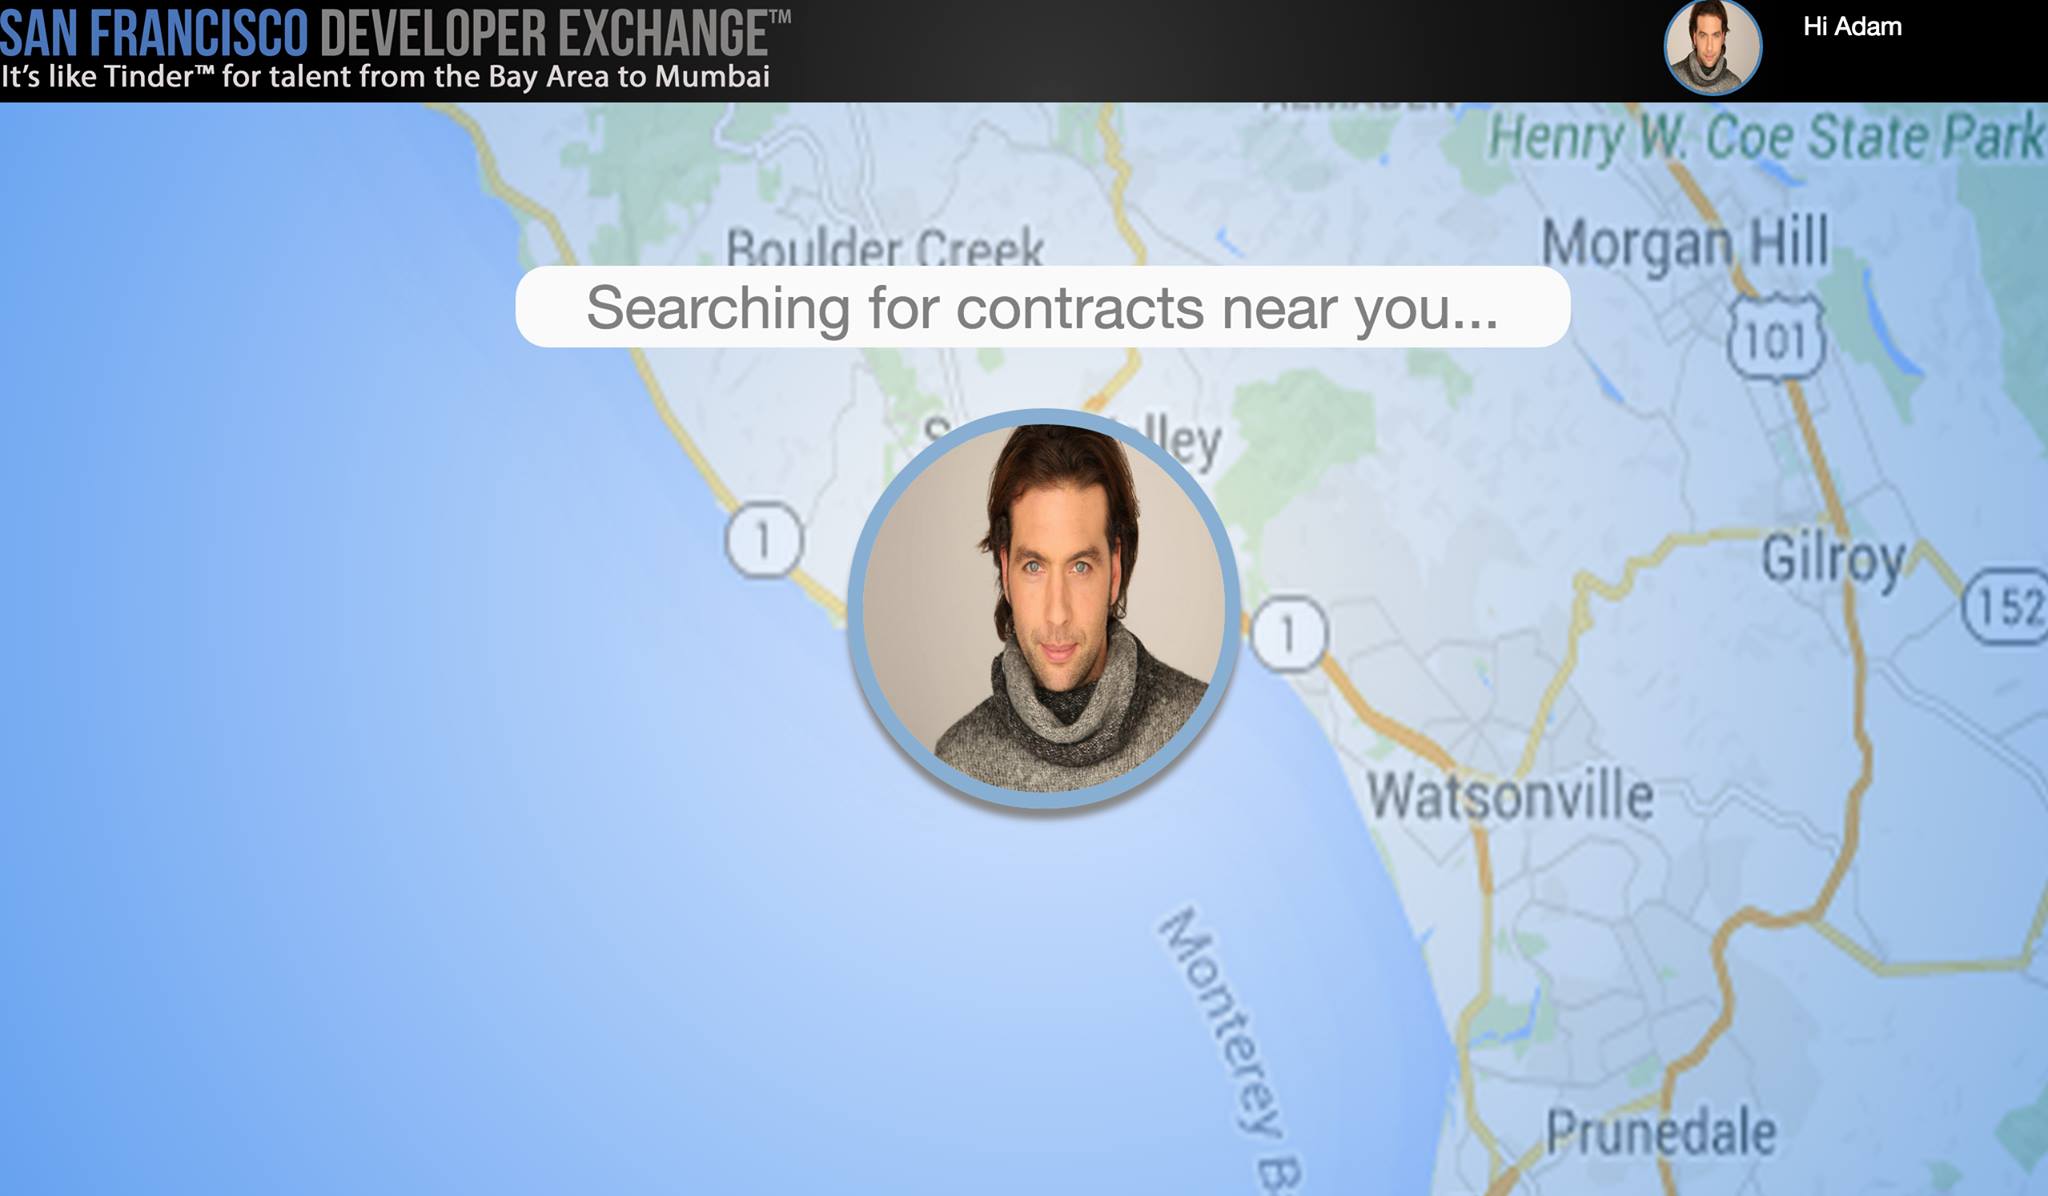 SAN FRANCISCO DEVELOPER EXCHANGE™
It's like Tinder™ for talent from the Bay Area to Mumbai
Hi Adam
Henry W. Coe State Park
Boulder Creek
Morgan Hill
Searching for contracts near you...
101
1
Gilroy
152
1
Watsonville
Monterey B
Prunedale